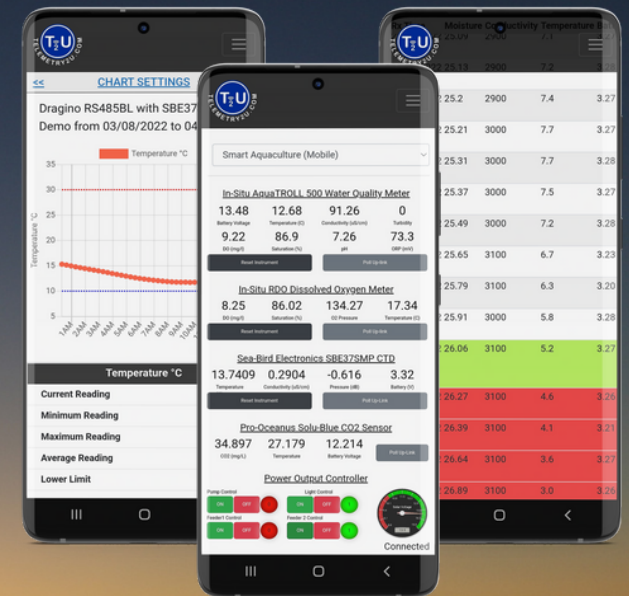 T2U
TELEMETRY2U.COM
<<
CHART SETTINGS
Dragino RS485BL with SBE37
Demo from 03/08/2022 to 04
Temperature °C
35
30
25
20
15
10
5
Temperature °C
1AM 2AM 3AM 4AM 5AM 6AM 7AM 8AM 9AM 10AM
Temperature °C
Current Reading
Minimum Reading
Maximum Reading
Average Reading
Lower Limit
T2U
TELEMETRY2U.COM
Smart Aquaculture (Mobile)
In-Situ AquaTROLL 500 Water Quality Meter
13.48 12.68 91.26 0
Battery Voltage Temperature (C) Conductivity (uS/cm) Turbidity
9.22 86.9 7.26 73.3
DO (mg/l) Saturation (%) pH ORP (mV)
Reset Instrument Poll Up-link
In-Situ RDO Dissolved Oxygen Meter
8.25 86.02 134.27 17.34
DO (mg/l) Saturation (%) O2 Pressure Temperature (C)
Reset Instrument Poll Up-link
Sea-Bird Electronics SBE37SMP CTD
13.7409 0.2904 -0.616 3.32
Temperature Conductivity (uS/cm) Pressure (dB) Battery (V)
Reset Instrument Poll Up-Link
Pro-Oceanus Solu-Blue CO2 Sensor
34.897 27.179 12.214
CO2 (mg/L) Temperature Battery Voltage
Poll Up-Link
Power Output Controller
Pump Control Light Control
ON OFF ON OFF
Feeder1 Control Feeder 2 Control
ON OFF ON OFF
Connected
T2U
TELEMETRY2U.COM
Moisture Conductivity Temperature
25.09 2900 7.1
22 25.13 2900 7.2 3.28
25.2 2900 7.4 3.27
25.21 3000 7.7 3.27
25.31 3000 7.7 3.28
25.37 3000 7.5 3.27
25.49 3000 7.2 3.28
25.65 3100 6.7 3.23
25.79 3100 6.3 3.20
25.91 3000 5.8 3.28
26.06 3100 5.2 3.27
26.27 3100 4.6 3.26
26.39 3100 4.1 3.21
26.64 3100 3.6 3.27
26.89 3100 3.0 3.26